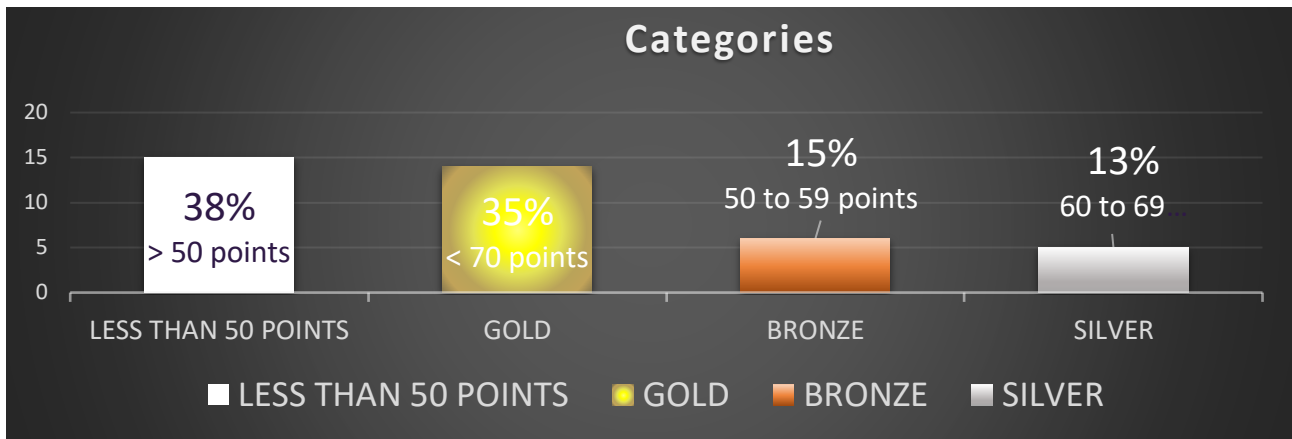 Categories
20
15
10
5
0
38%
> 50 points
35%
< 70 points
15%
50 to 59 points
13%
60 to 69...
LESS THAN 50 POINTS
GOLD
BRONZE
SILVER
LESS THAN 50 POINTS
GOLD
BRONZE
SILVER